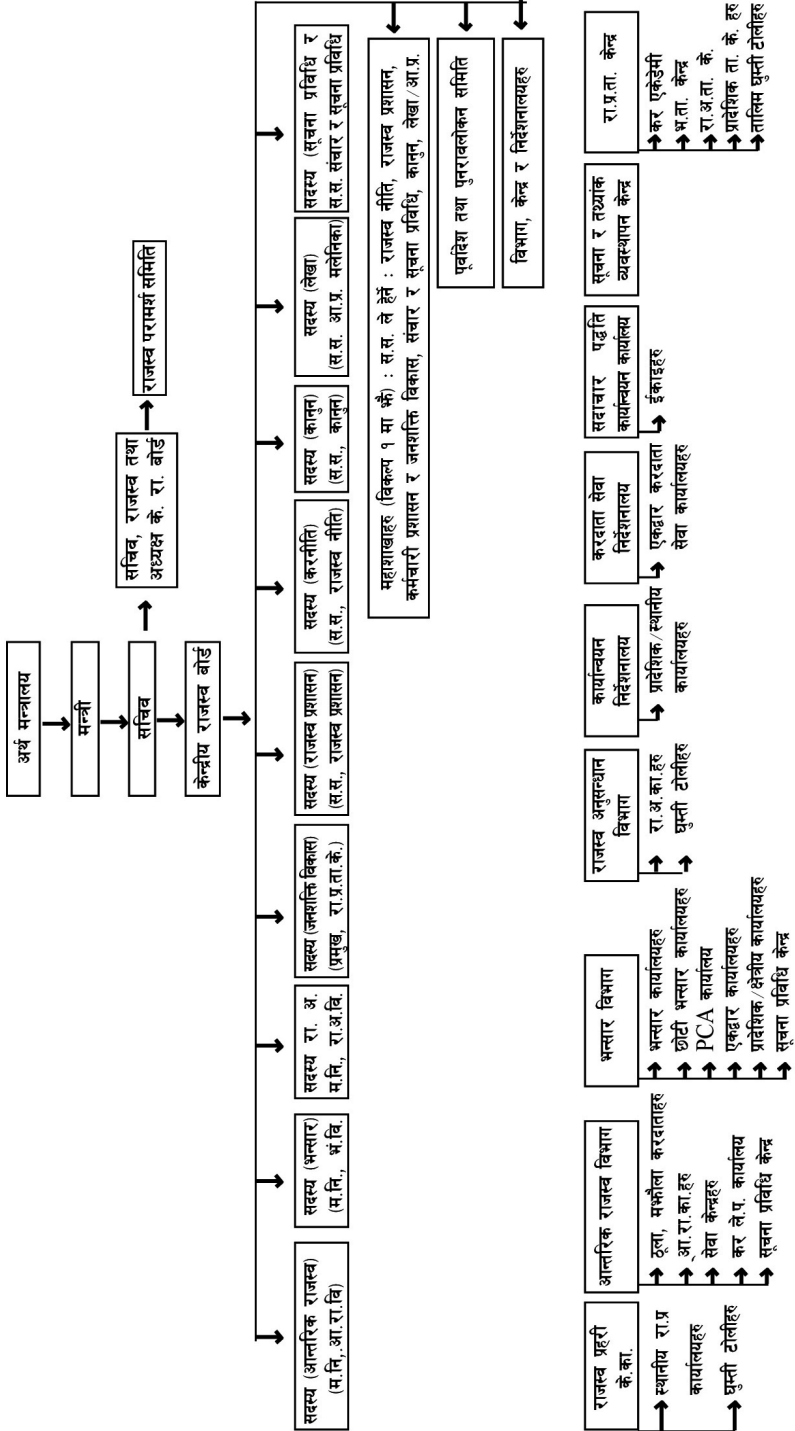 अर्थ मन्त्रालय
मन्त्री
सचिव
सचिव, राजस्व तथा
अध्यक्ष के. रा. बोर्ड
राजस्व परामर्श समिति
केन्द्रीय राजस्व बोर्ड
सदस्य (आन्तरिक राजस्व)
(म.नि., आ.रा.वि)
सदस्य (भन्सार)
(म.नि., भं.वि.
सदस्य रा. अ.
म.नि., रा.अ.वि.
सदस्य (जनशक्ति विकास)
(प्रमुख, रा.प्र.ता.के.)
सदस्य (राजस्व प्रशासन)
(स.स., राजस्व प्रशासन)
सदस्य (करनीति)
(स.स., राजस्व नीति)
सदस्य (कानुन)
(स.स., कानुन)
सदस्य (लेखा)
(स.स. आ.प्र. मलेनिका)
सदस्य (सूचना प्रविधि र
स.स. संचार र सूचना प्रविधि
महाशाखाहरु (विकल्प १ मा झैं) : स.स. ले हेर्ने : राजस्व नीति, राजस्व प्रशासन,
कर्मचारी प्रशासन र जनशक्ति विकास, संचार र सूचना प्रविधि, कानुन, लेखा/आ.प्र.
पूर्वादेश तथा पुनरावलोकन समिति
विभाग, केन्द्र र निर्देशनालयहरु
राजस्व प्रहरी
के.का.
स्थानीय रा.प्र
कार्यालयहरु
घुम्ती टोलीहरु
आन्तरिक राजस्व विभाग
ठूला, मझौला करदाताहरु
आ.रा.का.हरु
सेवा केन्द्रहरु
कर ले.प. कार्यालय
सूचना प्रविधि केन्द्र
भन्सार विभाग
भन्सार कार्यालयहरु
छोटी भन्सार कार्यालयहरु
PCA कार्यालय
एकद्वार कार्यालयहरु
प्रादेशिक/क्षेत्रीय कार्यालयहरु
सूचना प्रविधि केन्द्र
राजस्व अनुसन्धान
विभाग
रा.अ.का.हरु
घुम्ती टोलीहरु
कार्यान्वयन
निर्देशनालय
प्रादेशिक/स्थानीय
कार्यालयहरु
करदाता सेवा
निर्देशनालय
एकद्वार करदाता
सेवा कार्यालयहरु
सदाचार पद्धति
कार्यान्वयन कार्यालय
ईकाइहरु
सूचना र तथ्यांक
व्यवस्थापन केन्द्र
रा.प्र.ता. केन्द्र
कर एकेडेमी
भ.ता. केन्द्र
रा.अ.ता. के.
प्रादेशिक ता. के. हरु
तालिम घुम्ती टोलीहरु